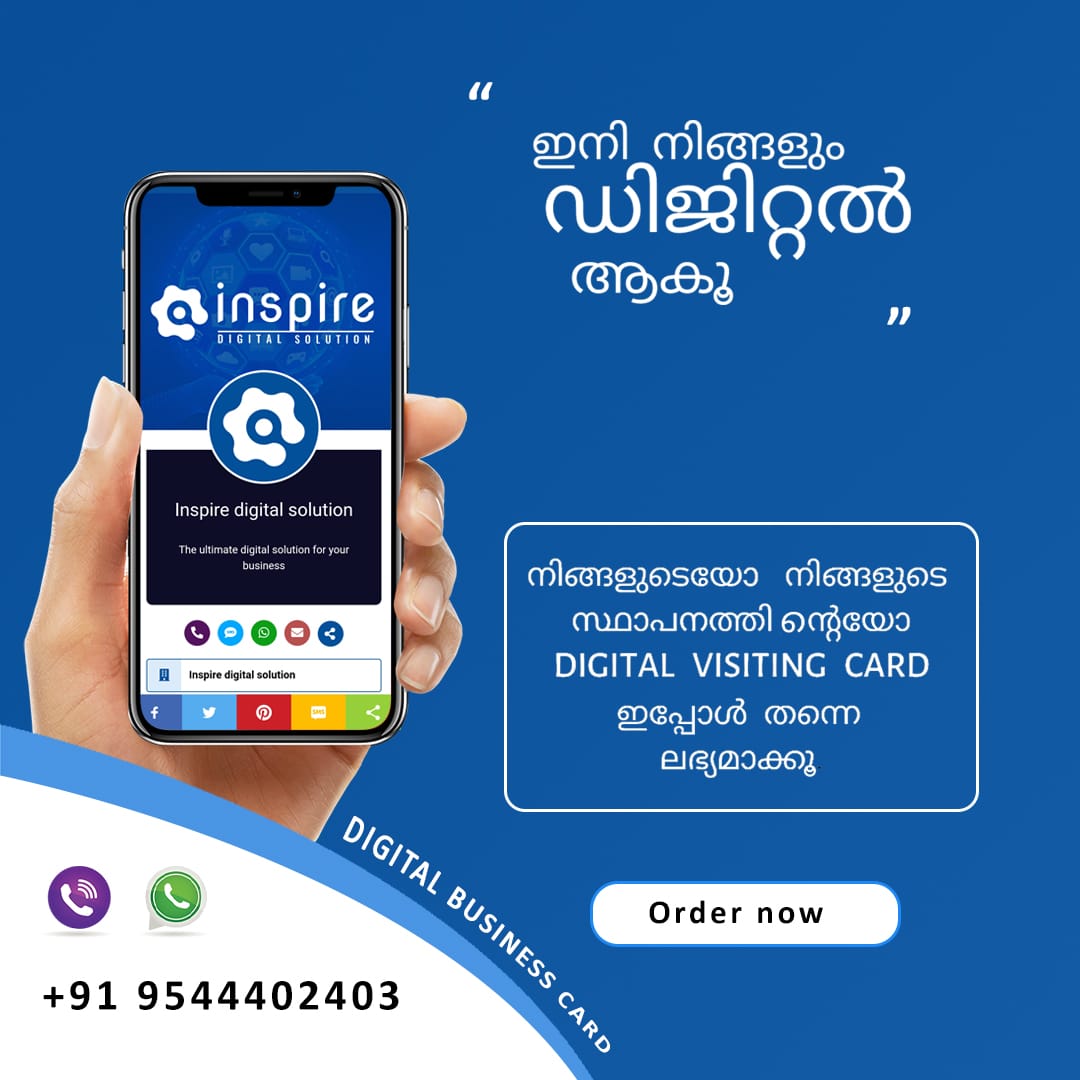 “
ഇനി നിങ്ങളും
ഡിജിറ്റൽ
ആകൂ
”
inspire
DIGITAL SOLUTION
Inspire digital solution
The ultimate digital solution for your
business
Inspire digital solution
SMS
നിങ്ങളുടെയോ നിങ്ങളുടെ
സ്ഥാപനത്തി ന്റെയോ
DIGITAL VISITING CARD
ഇപ്പോൾ തന്നെ
ലഭ്യമാക്കൂ.
DIGITAL BUSINESS CARD
Order now
+91 9544402403